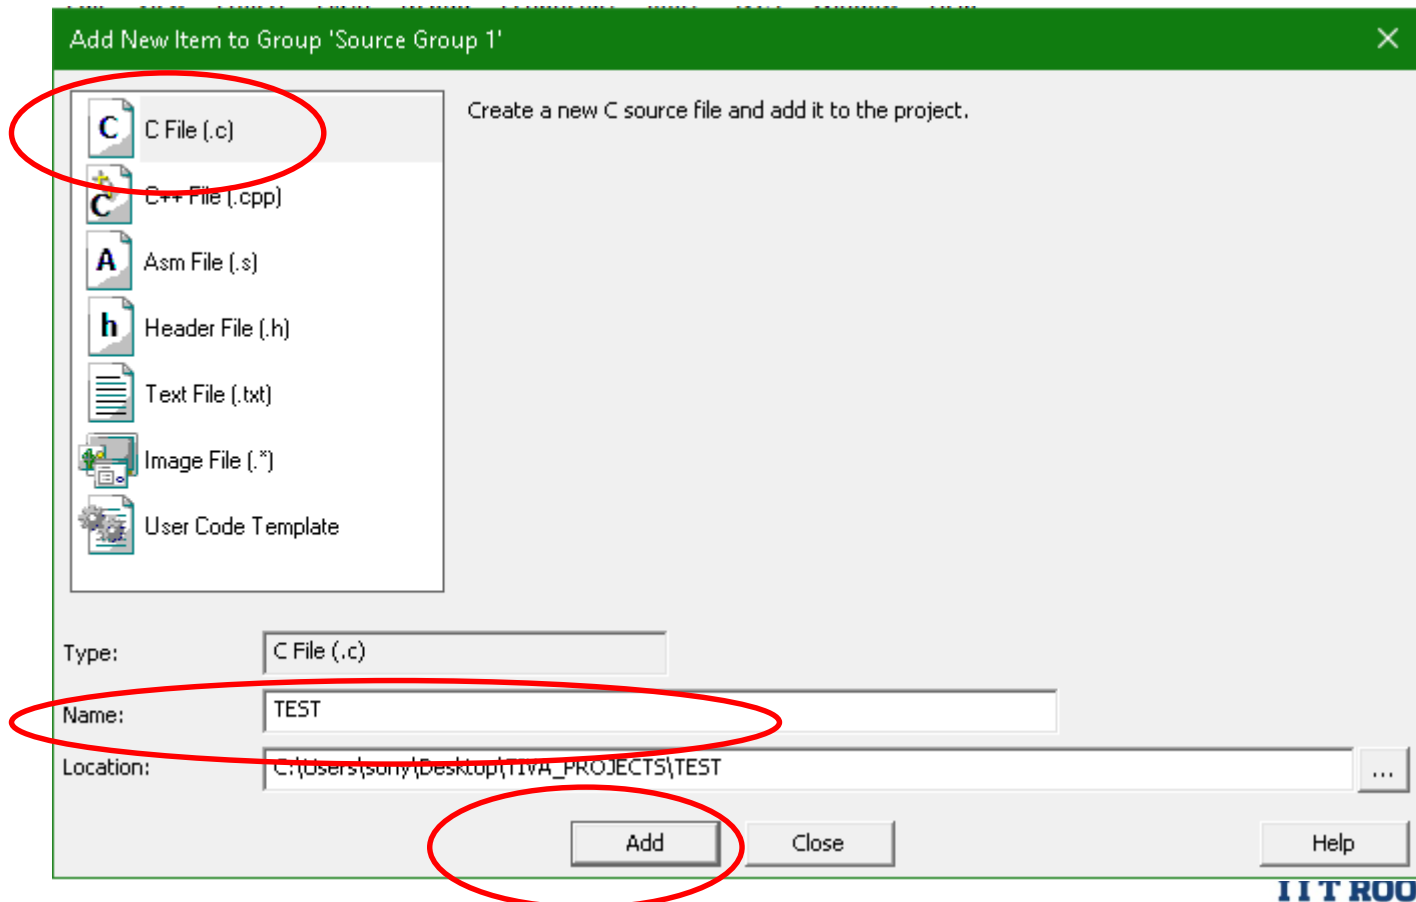 Add New Item to Group 'Source Group 1'
C File (.c)
Create a new C source file and add it to the project.
C++ File (.cpp)
Asm File (.s)
Header File (.h)
Text File (.txt)
Image File (.*)
User Code Template
Type: C File (.c)
Name: TEST
Location: C:\Users\sony\Desktop\TIVA_PROJECTS\TEST ...
Add Close Help
IIT ROO